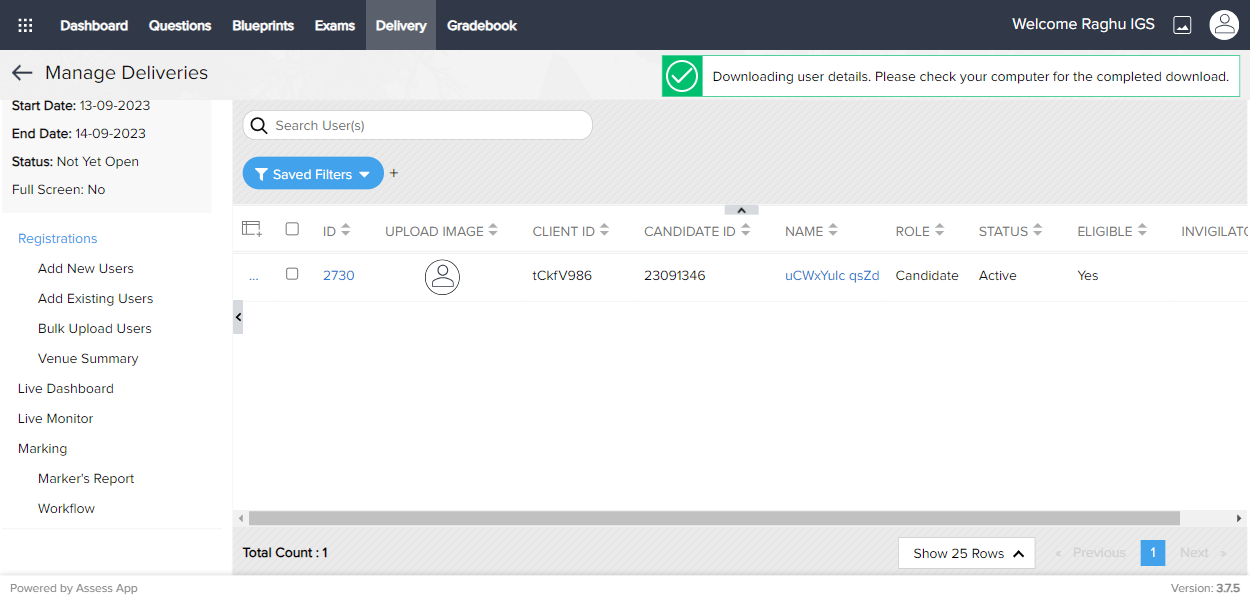 Dashboard Questions Blueprints Exams Delivery Gradebook Welcome Raghu IGS
Manage Deliveries
Downloading user details. Please check your computer for the completed download.
Start Date: 13-09-2023
End Date: 14-09-2023
Status: Not Yet Open
Full Screen: No
Registrations
Add New Users
Add Existing Users
Bulk Upload Users
Venue Summary
Live Dashboard
Live Monitor
Marking
Marker's Report
Workflow
Search User(s)
Saved Filters +
ID UPLOAD IMAGE CLIENT ID CANDIDATE ID NAME ROLE STATUS ELIGIBLE INVIGILATO
... 2730 tCkfV986 23091346 uCWxYulc qsZd Candidate Active Yes
Total Count : 1
Show 25 Rows « Previous 1 Next »
Powered by Assess App
Version: 3.7.5